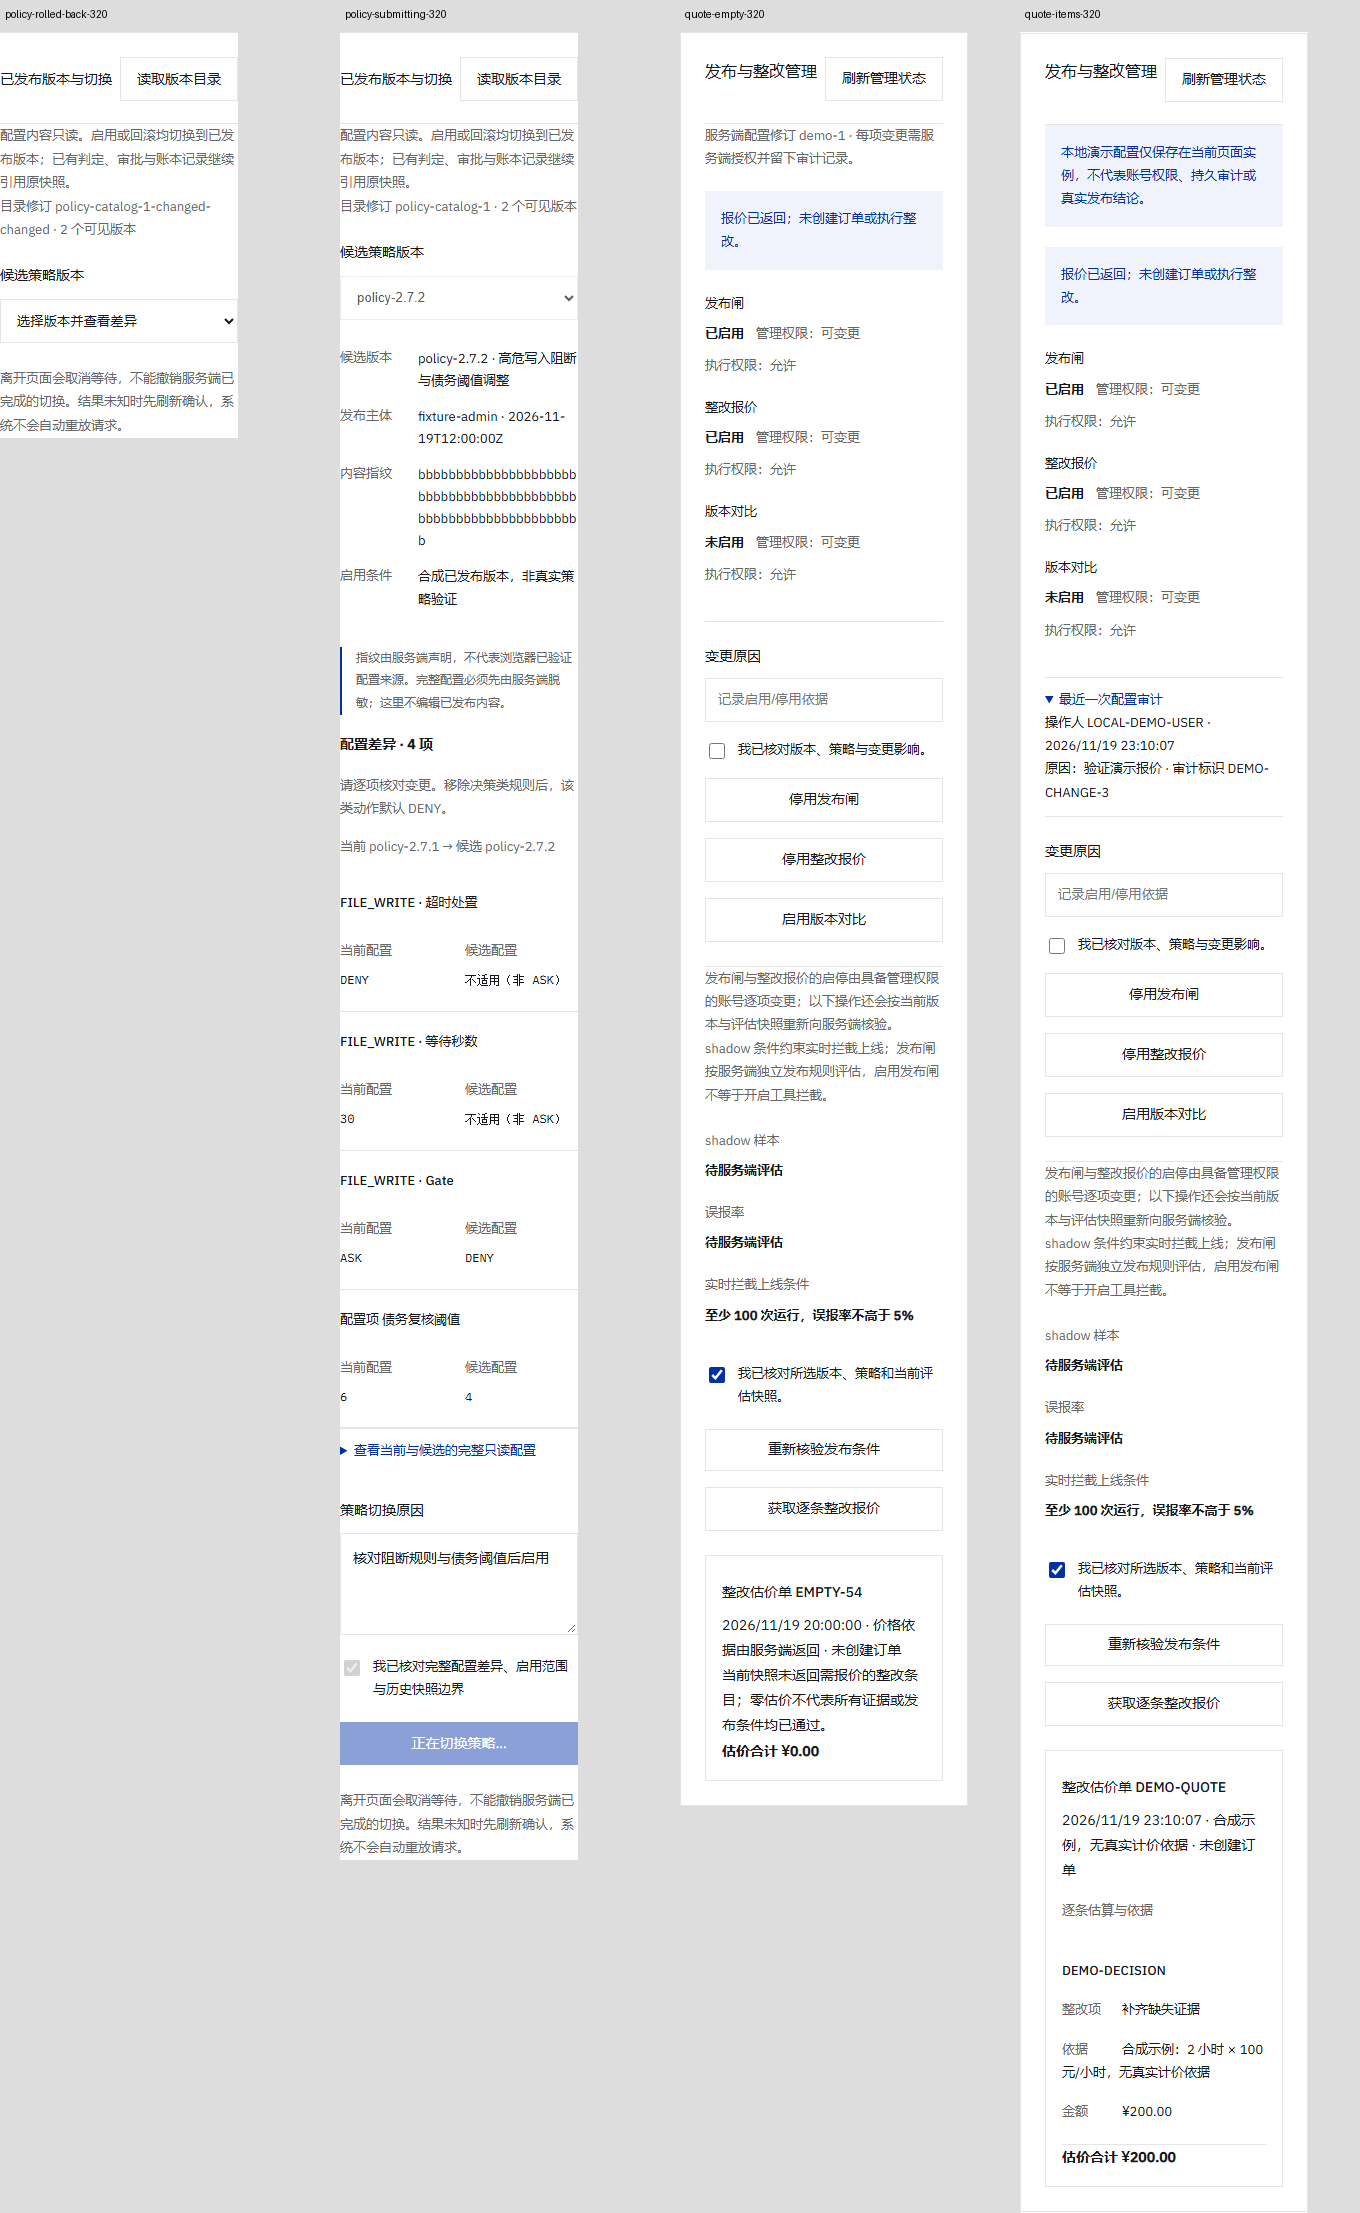 policy-rolled-back-320
已发布版本与切换
读取版本目录
配置内容只读。启用或回滚均切换到已发
布版本；已有判定、审批与账本记录继续
引用原快照。
目录修订 policy-catalog-1-changed-
changed · 2 个可见版本
候选策略版本
选择版本并查看差异
离开页面会取消等待，不能撤销服务端已
完成的切换。结果未知时先刷新确认，系
统不会自动重放请求。
policy-submitting-320
已发布版本与切换
读取版本目录
配置内容只读。启用或回滚均切换到已发
布版本；已有判定、审批与账本记录继续
引用原快照。
目录修订 policy-catalog-1 · 2 个可见版本
候选策略版本
policy-2.7.2
候选版本 policy-2.7.2 · 高危写入阻断
与债务阈值调整
发布主体 fixture-admin · 2026-11-
19T12:00:00Z
内容指纹 bbbbbbbbbbbbbbbbbbbbb
bbbbbbbbbbbbbbbbbbbbb
bbbbbbbbbbbbbbbbbbbbb
b
启用条件 合成已发布版本，非真实策
略验证
指纹由服务端声明，不代表浏览器已验证
配置来源。完整配置必须先由服务端脱
敏；这里不编辑已发布内容。
配置差异 · 4 项
请逐项核对变更。移除决策类规则后，该
类动作默认 DENY。
当前 policy-2.7.1 → 候选 policy-2.7.2
FILE_WRITE · 超时处置
当前配置 候选配置
DENY 不适用（非 ASK）
FILE_WRITE · 等待秒数
当前配置 候选配置
30 不适用（非 ASK）
FILE_WRITE · Gate
当前配置 候选配置
ASK DENY
配置项 债务复核阈值
当前配置 候选配置
6 4
▶ 查看当前与候选的完整只读配置
策略切换原因
核对阻断规则与债务阈值后启用
我已核对完整配置差异、启用范围
与历史快照边界
正在切换策略...
离开页面会取消等待，不能撤销服务端已
完成的切换。结果未知时先刷新确认，系
统不会自动重放请求。
quote-empty-320
发布与整改管理
刷新管理状态
服务端配置修订 demo-1 · 每项变更需服
务端授权并留下审计记录。
报价已返回；未创建订单或执行整
改。
发布闸
已启用 管理权限：可变更
执行权限：允许
整改报价
已启用 管理权限：可变更
执行权限：允许
版本对比
未启用 管理权限：可变更
执行权限：允许
变更原因
记录启用/停用依据
我已核对版本、策略与变更影响。
停用发布闸
停用整改报价
启用版本对比
发布闸与整改报价的启停由具备管理权限
的账号逐项变更；以下操作还会按当前版
本与评估快照重新向服务端核验。
shadow 条件约束实时拦截上线；发布闸
按服务端独立发布规则评估，启用发布闸
不等于开启工具拦截。
shadow 样本
待服务端评估
误报率
待服务端评估
实时拦截上线条件
至少 100 次运行，误报率不高于 5%
我已核对所选版本、策略和当前评
估快照。
重新核验发布条件
获取逐条整改报价
整改估价单 EMPTY-54
2026/11/19 20:00:00 · 价格依
据由服务端返回 · 未创建订单
当前快照未返回需报价的整改条
目；零估价不代表所有证据或发
布条件均已通过。
估价合计 ¥0.00
quote-items-320
发布与整改管理
刷新管理状态
本地演示配置仅保存在当前页面实
例，不代表账号权限、持久审计或
真实发布结论。
报价已返回；未创建订单或执行整
改。
发布闸
已启用 管理权限：可变更
执行权限：允许
整改报价
已启用 管理权限：可变更
执行权限：允许
版本对比
未启用 管理权限：可变更
执行权限：允许
▼ 最近一次配置审计
操作人 LOCAL-DEMO-USER ·
2026/11/19 23:10:07
原因：验证演示报价 · 审计标识 DEMO-
CHANGE-3
变更原因
记录启用/停用依据
我已核对版本、策略与变更影响。
停用发布闸
停用整改报价
启用版本对比
发布闸与整改报价的启停由具备管理权限
的账号逐项变更；以下操作还会按当前版
本与评估快照重新向服务端核验。
shadow 条件约束实时拦截上线；发布闸
按服务端独立发布规则评估，启用发布闸
不等于开启工具拦截。
shadow 样本
待服务端评估
误报率
待服务端评估
实时拦截上线条件
至少 100 次运行，误报率不高于 5%
我已核对所选版本、策略和当前评
估快照。
重新核验发布条件
获取逐条整改报价
整改估价单 DEMO-QUOTE
2026/11/19 23:10:07 · 合成示
例，无真实计价依据 · 未创建订
单
逐条估算与依据
DEMO-DECISION
整改项 补齐缺失证据
依据 合成示例：2 小时 × 100
元/小时，无真实计价依据
金额 ¥200.00
估价合计 ¥200.00